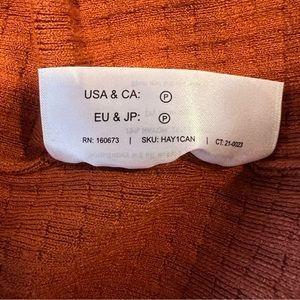 USA & CA: Ⓟ
EU & JP: Ⓟ
RN: 160673 | SKU: HAY1CAN | CT: 21-0023